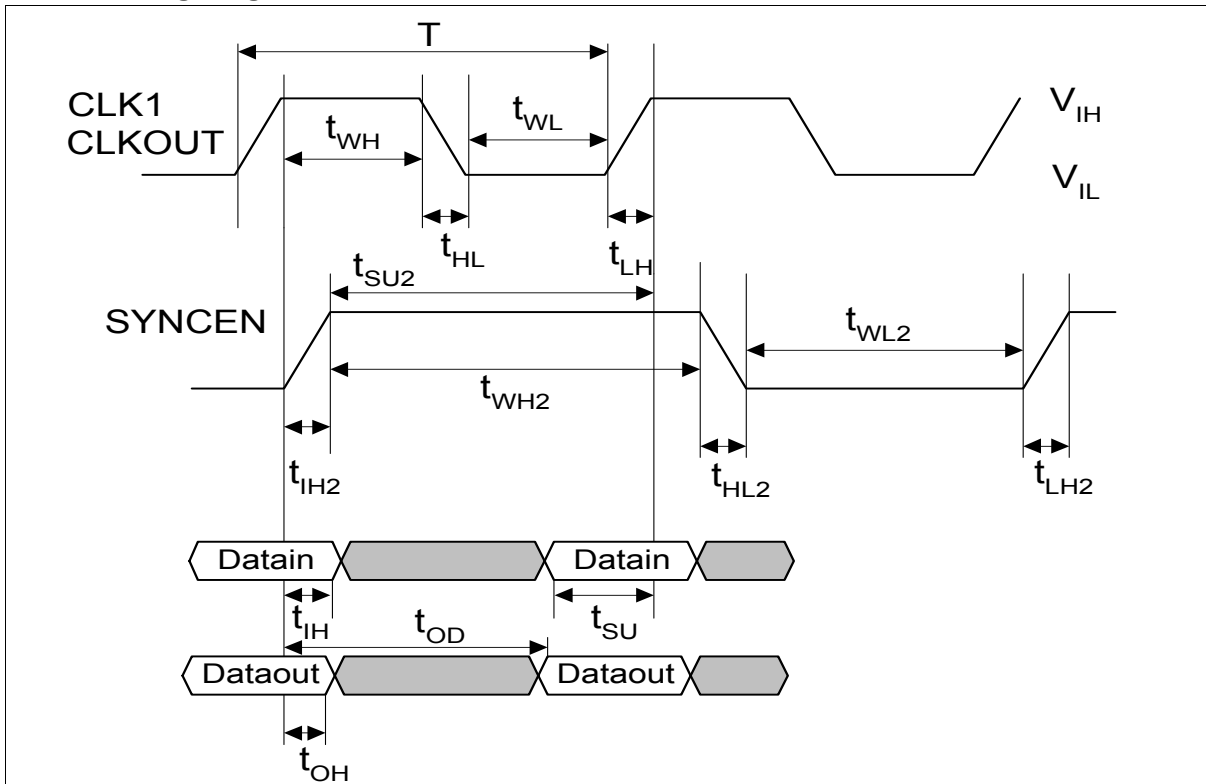 T
CLK1
CLKOUT
tWH
tWL
VIH
VIL
tHL
tLH
tSU2
SYNCEN
tWL2
tWH2
tIH2
tHL2
tLH2
Datain
Datain
tIH
tOD
tSU
Dataout
Dataout
tOH